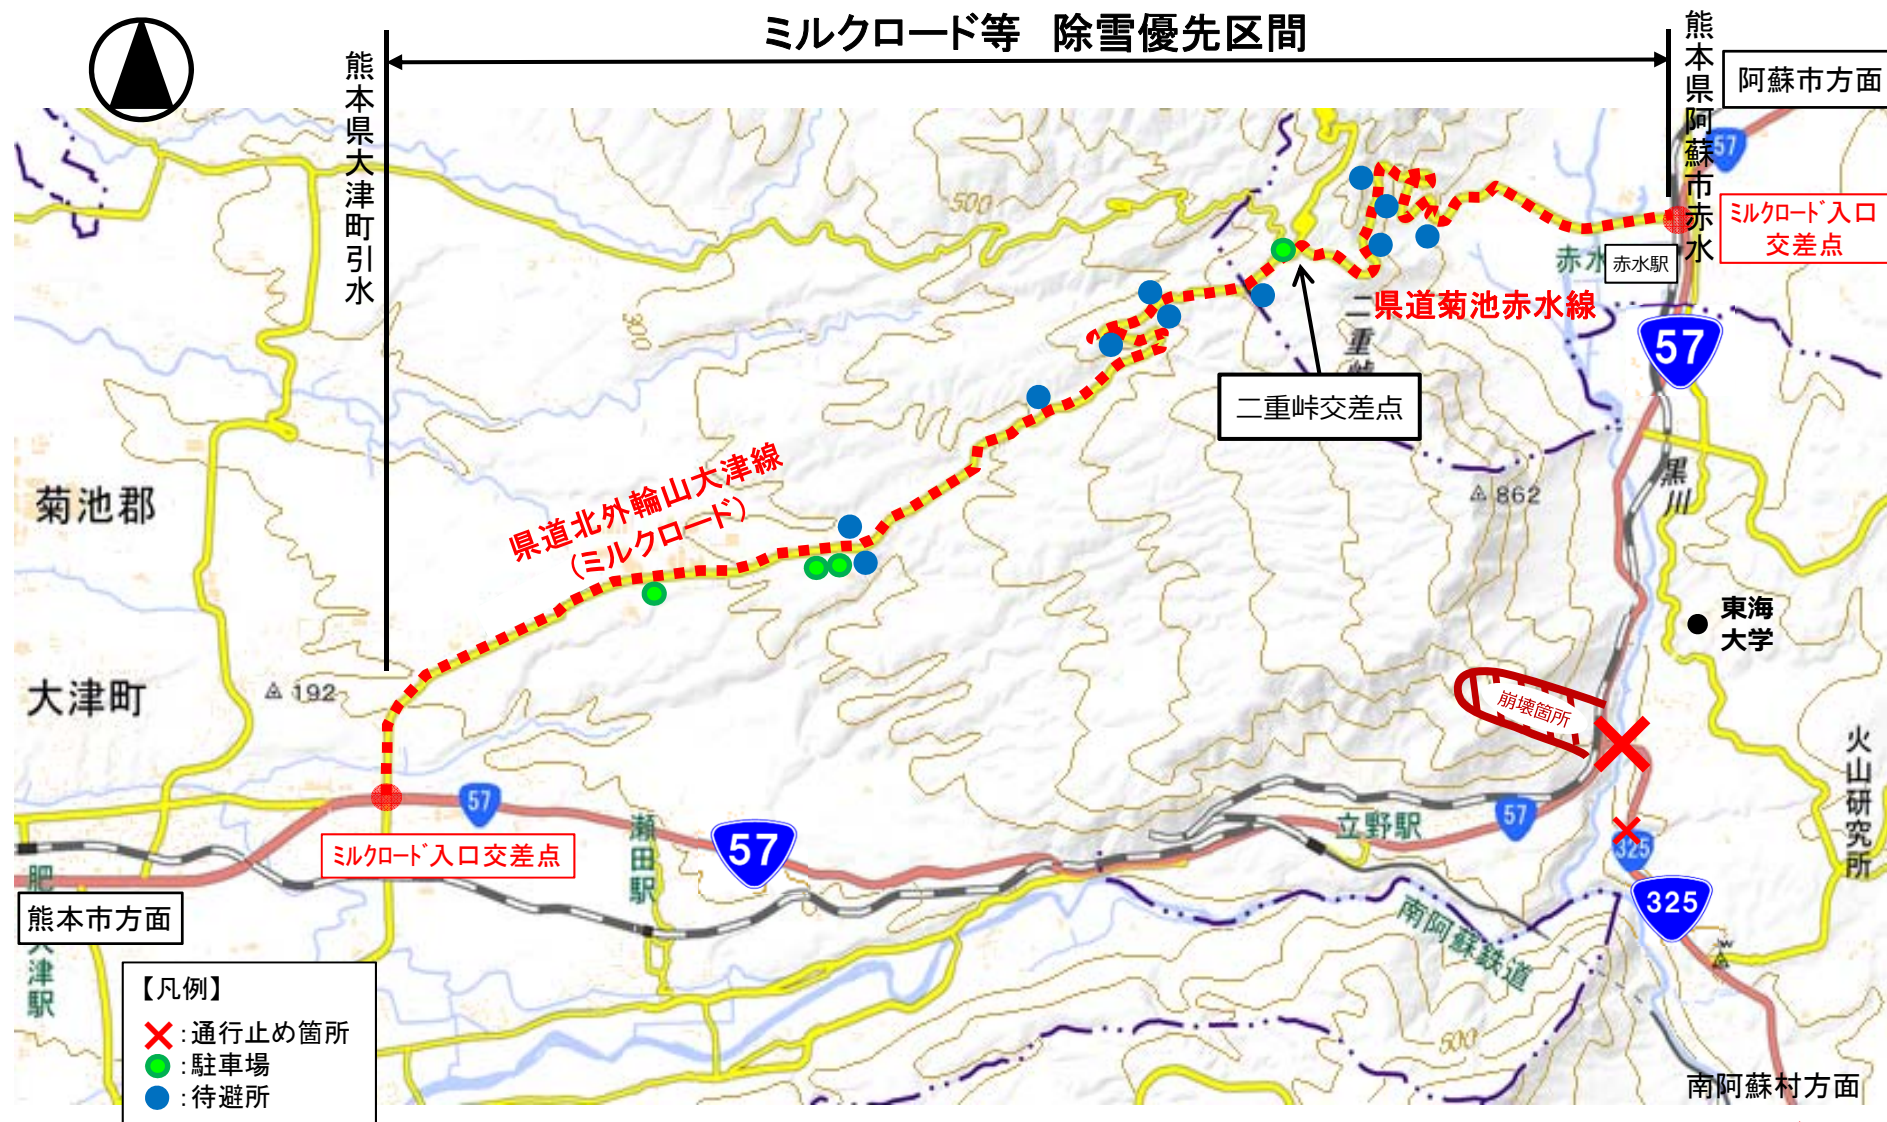 ミルクロード等　除雪優先区間
熊本県大津町引水
熊本県阿蘇市赤水
阿蘇市方面
57
ミルクロード入口
交差点
500
赤水
赤水駅
県道菊池赤水線
二重峠
300
57
二重峠交差点
県道北外輪山大津線
（ミルクロード）
菊池郡
862
黒川
東海
大学
大津町
192
崩壊箇所
火山研究所
57
57
立野駅
瀬田駅
57
325
ミルクロード入口交差点
325
肥
熊本市方面
大津駅
南阿蘇鉄道
【凡例】
×:通行止め箇所
:駐車場
:待避所
500
南阿蘇村方面